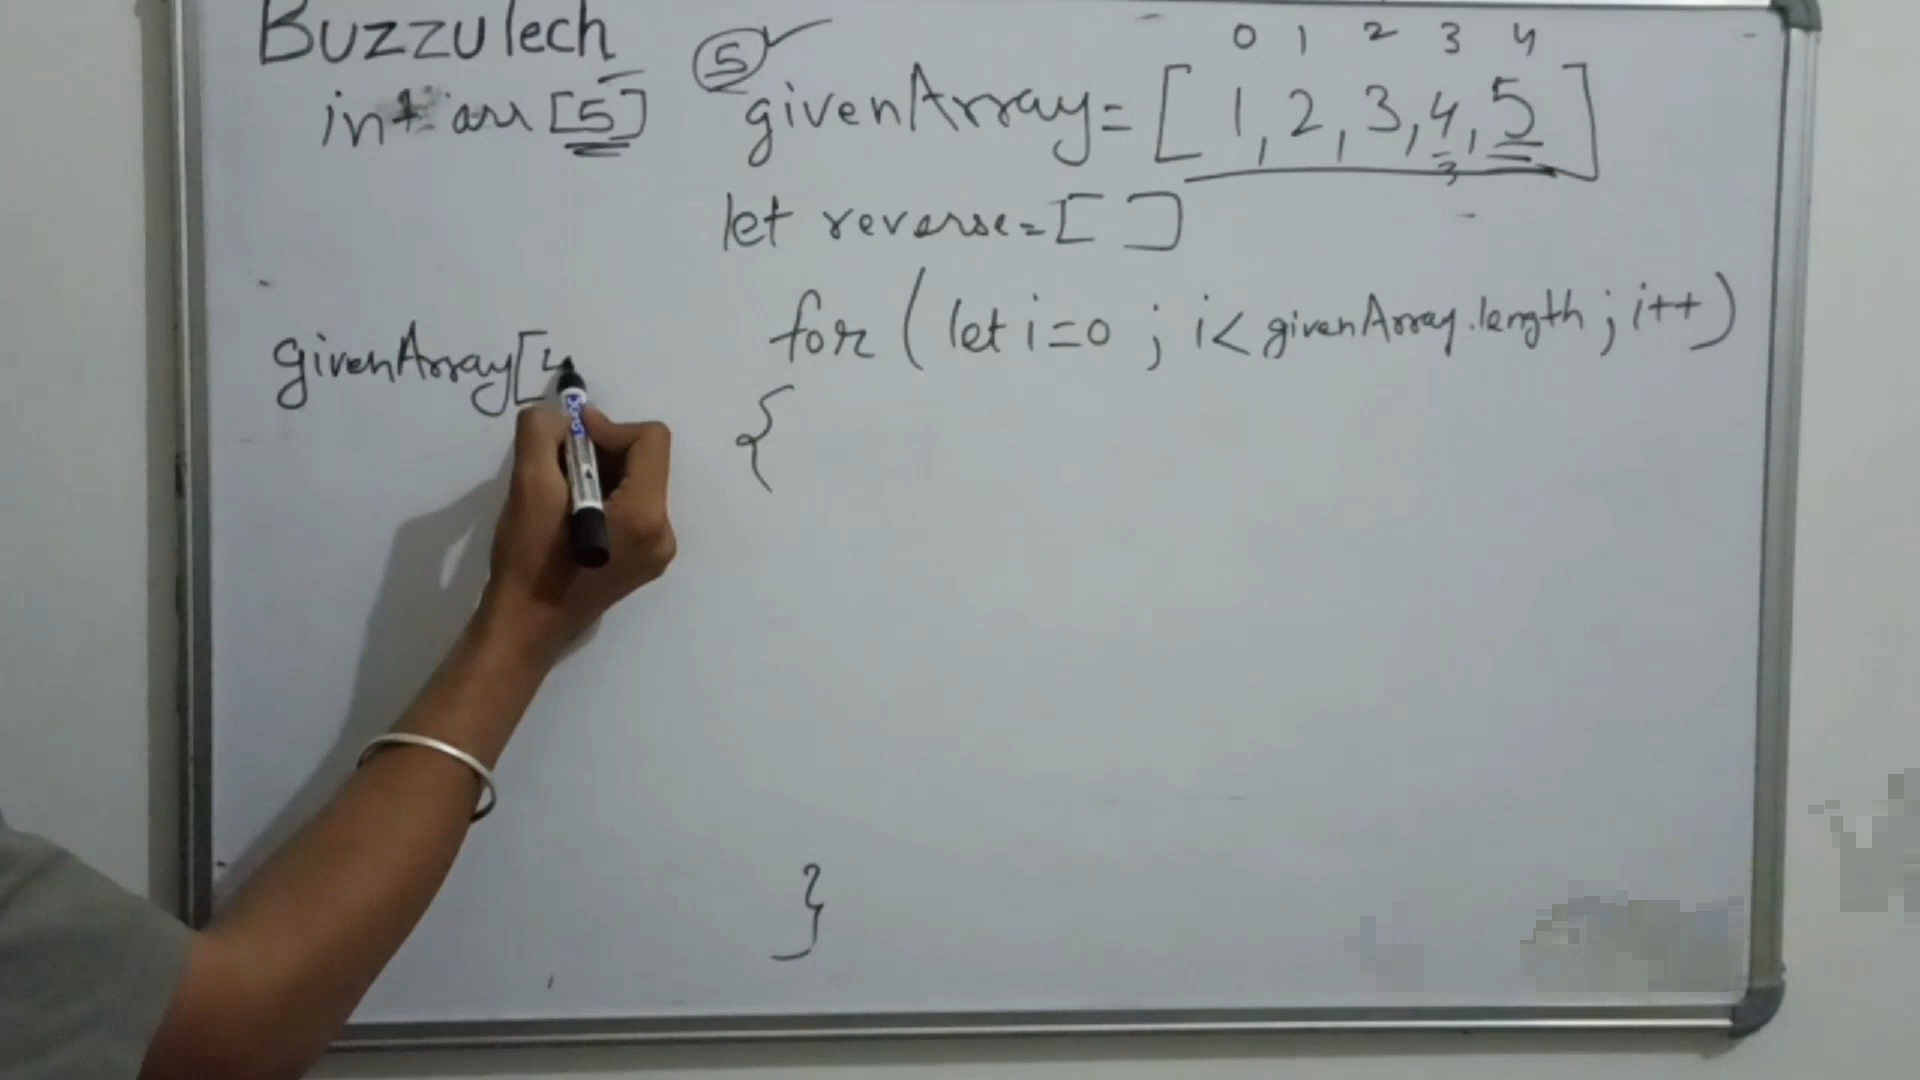 BuzzuTech
int arr [5]
5
0 1 2 3 4
givenArray = [ 1, 2, 3, 4, 5 ]
3
let reverse = [ ]
for ( let i=0 ; i < givenArray.length ; i++ )
givenArray[4
{
}